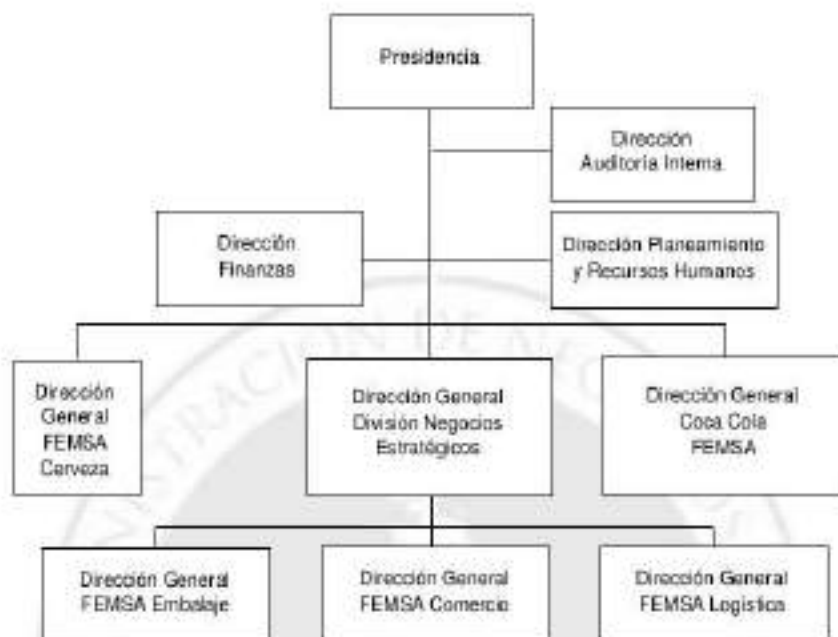 Presidencia
Dirección
Auditoría Interna
Dirección
Finanzas
Dirección Planeamiento
y Recursos Humanos
Dirección
General
FEMSA
Cerveza
Dirección General
División Negocios
Estratégicos
Dirección General
Coca Cola
FEMSA
Dirección General
FEMSA Embalaje
Dirección General
FEMSA Comercio
Dirección General
FEMSA Logística